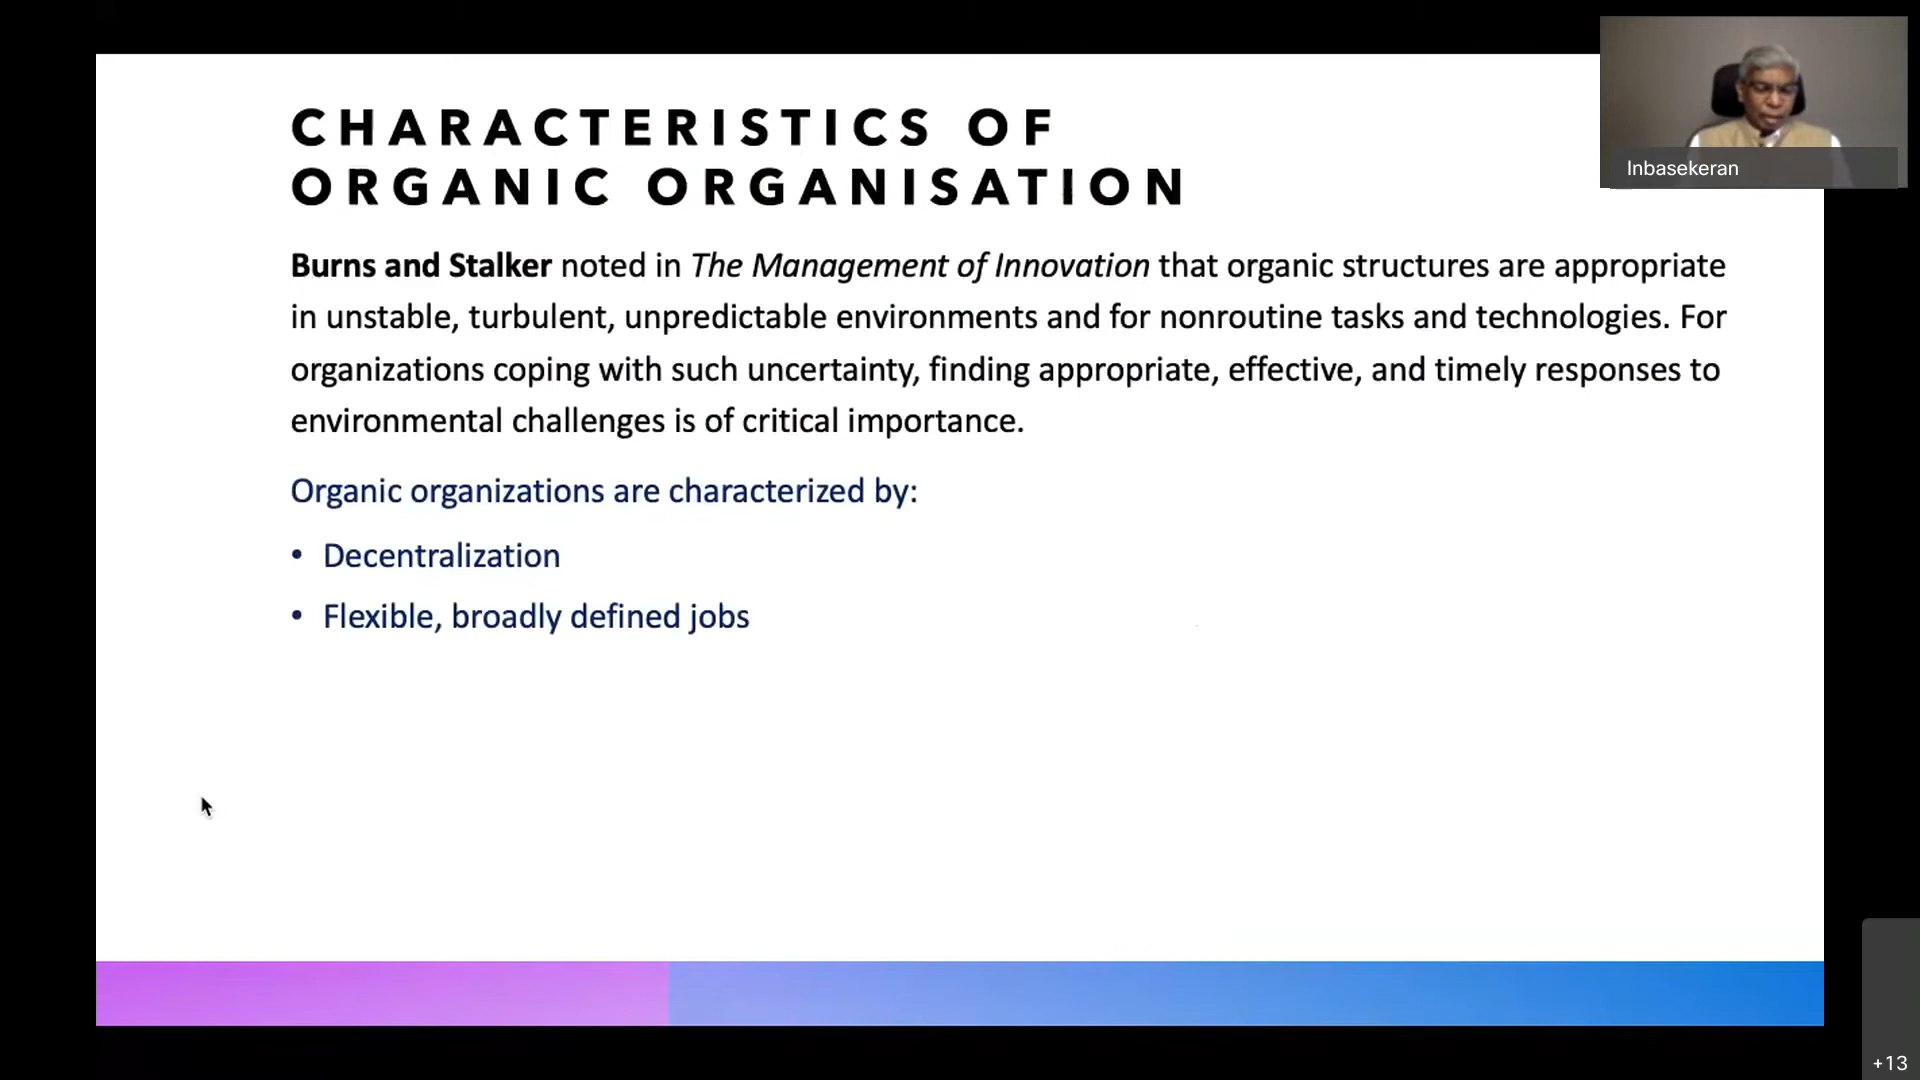 CHARACTERISTICS OF
ORGANIC ORGANISATION
Burns and Stalker noted in The Management of Innovation that organic structures are appropriate
in unstable, turbulent, unpredictable environments and for nonroutine tasks and technologies. For
organizations coping with such uncertainty, finding appropriate, effective, and timely responses to
environmental challenges is of critical importance.
Organic organizations are characterized by:
• Decentralization
• Flexible, broadly defined jobs
Inbasekeran
+13